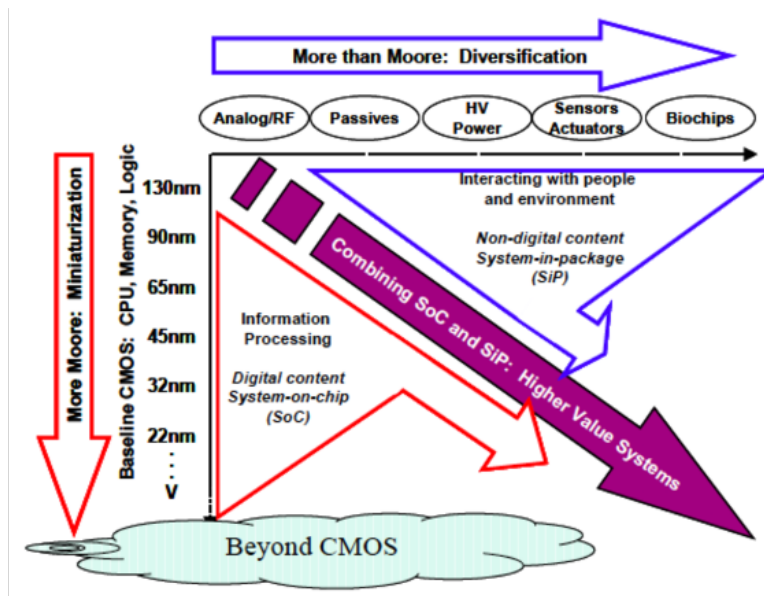 More than Moore: Diversification
Analog/RF
Passives
HV
Power
Sensors
Actuators
Biochips
More Moore: Miniaturization
Baseline CMOS: CPU, Memory, Logic
130nm
90nm
65nm
45nm
32nm
22nm
V
Interacting with people
and environment
Non-digital content
System-in-package
(SiP)
Combining SoC and SiP: Higher Value Systems
Information
Processing
Digital content
System-on-chip
(SoC)
Beyond CMOS